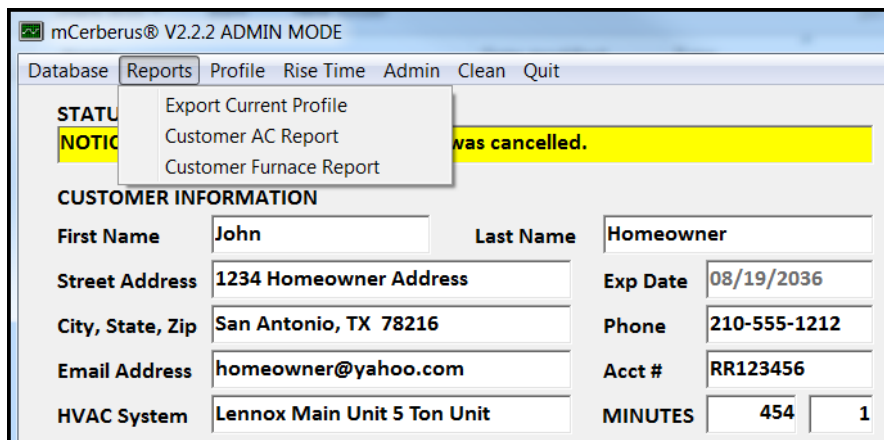 mCerberus® V2.2.2 ADMIN MODE
Database Reports Profile Rise Time Admin Clean Quit
Export Current Profile
Customer AC Report
Customer Furnace Report
was cancelled.
CUSTOMER INFORMATION
First Name John Last Name Homeowner
Street Address 1234 Homeowner Address Exp Date 08/19/2036
City, State, Zip San Antonio, TX 78216 Phone 210-555-1212
Email Address homeowner@yahoo.com Acct # RR123456
HVAC System Lennox Main Unit 5 Ton Unit MINUTES 454 1